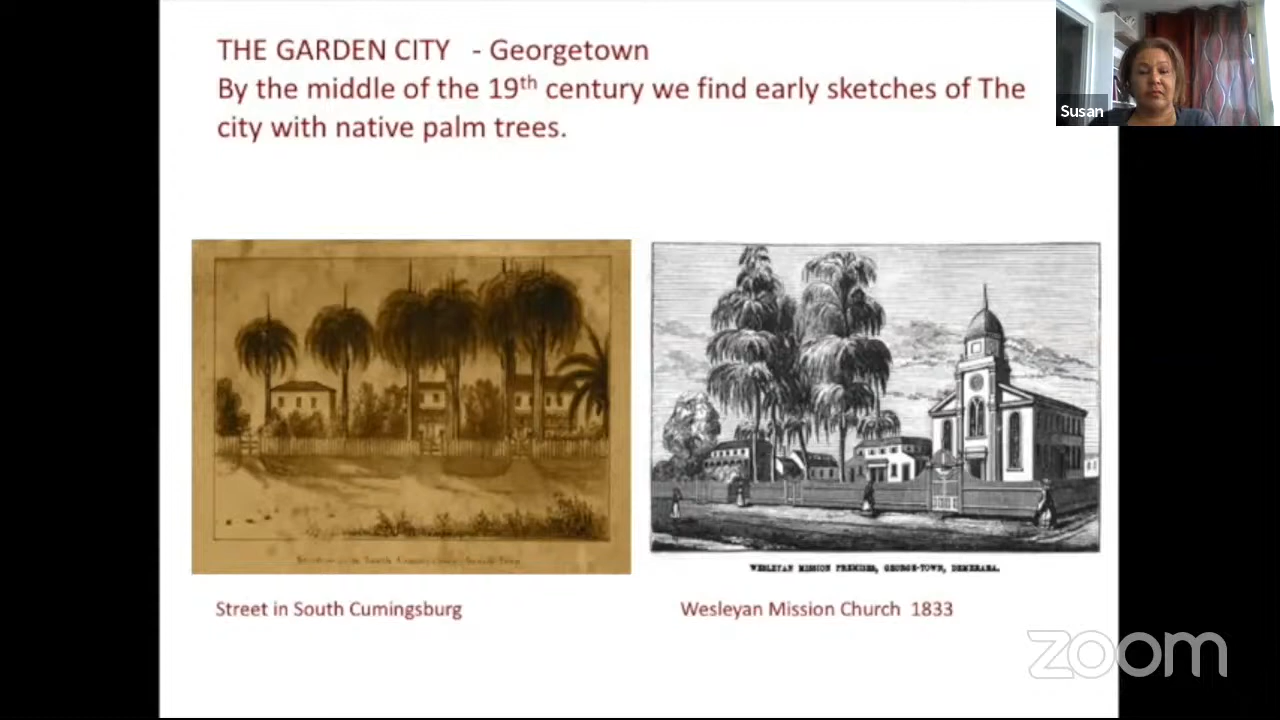 THE GARDEN CITY - Georgetown
By the middle of the 19th century we find early sketches of The
city with native palm trees.
Susan
WESLEYAN MISSION PREMISES, GEORGE-TOWN, DEMERARA.
Street in South Cumingsburg
Wesleyan Mission Church 1833
zoom